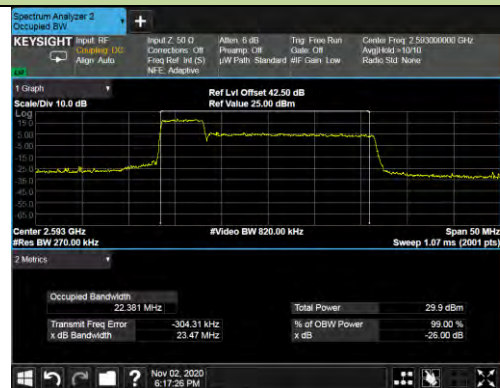 Spectrum Analyzer 2
Occupied BW
+
KEYSIGHT
Input: RF
Coupling: DC
Align: Auto
Input Z: 50 Ω
Corrections: Off
Freq Ref: Int (S)
NFE: Adaptive
Atten: 6 dB
Preamp: Off
µW Path: Standard
Trig: Free Run
Gate: Off
#IF Gain: Low
Center Freq: 2.593000000 GHz
Avg|Hold:>10/10
Radio Std: None
1 Graph
Scale/Div 10.0 dB
Ref Lvl Offset 42.50 dB
Ref Value 25.00 dBm
Log
15.0
5.00
-5.00
-15.0
-25.0
-35.0
-45.0
-55.0
-65.0
Center 2.593 GHz
#Video BW 820.00 kHz
Span 50 MHz
#Res BW 270.00 kHz
Sweep 1.07 ms (2001 pts)
2 Metrics
Occupied Bandwidth
22.381 MHz
Total Power 29.9 dBm
Transmit Freq Error -304.31 kHz
% of OBW Power 99.00 %
x dB Bandwidth 23.47 MHz
x dB -26.00 dB
?
Nov 02, 2020
6:17:26 PM